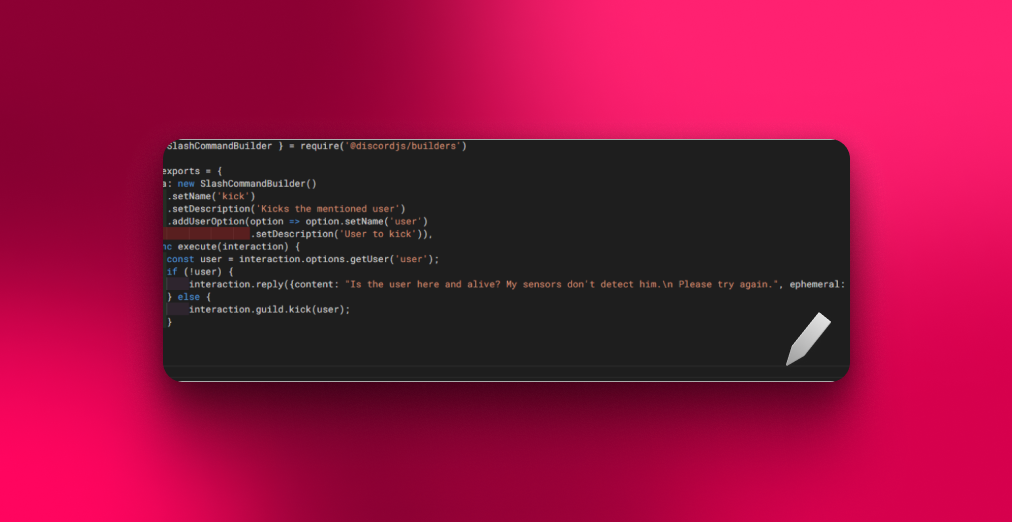 SlashCommandBuilder } = require('@discordjs/builders')
exports = {
a: new SlashCommandBuilder()
.setName('kick')
.setDescription('Kicks the mentioned user')
.addUserOption(option => option.setName('user')
.setDescription('User to kick')),
nc execute(interaction) {
const user = interaction.options.getUser('user');
if (!user) {
interaction.reply({content: "Is the user here and alive? My sensors don't detect him.\n Please try again.", ephemeral:
} else {
interaction.guild.kick(user);
}